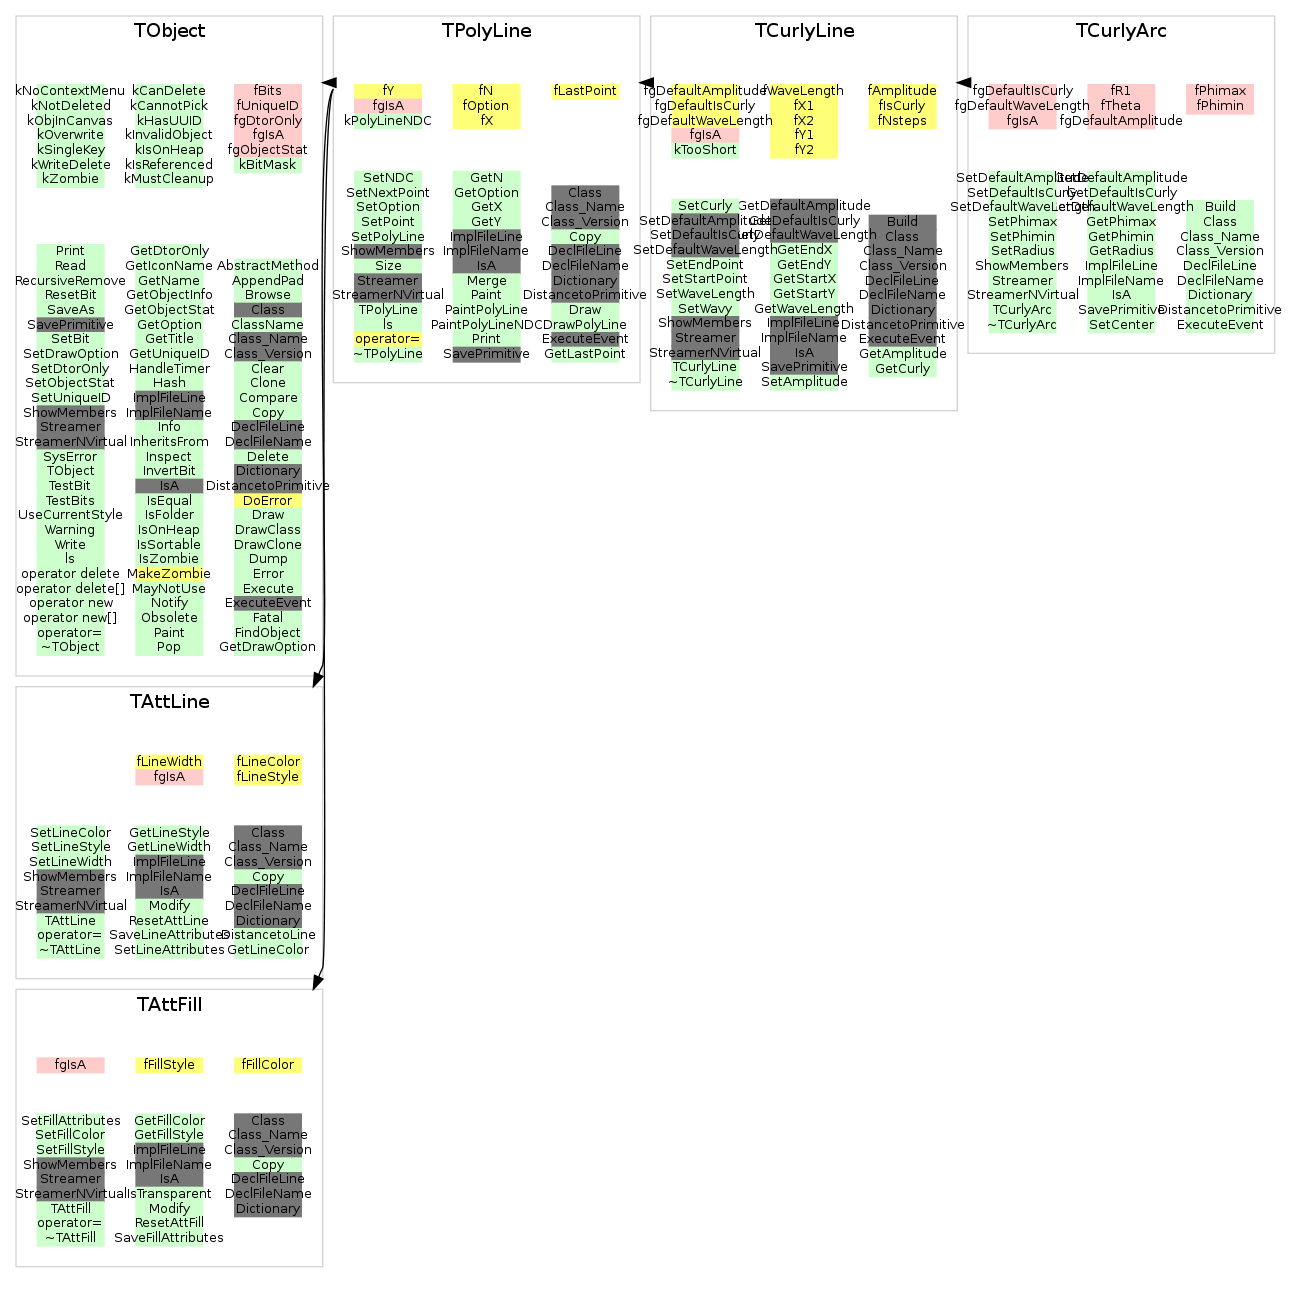 TObject
kNoContextMenu
kNotDeleted
kObjInCanvas
kOverwrite
kSingleKey
kWriteDelete
kZombie
kCanDelete
kCannotPick
kHasUUID
kInvalidObject
kIsOnHeap
kIsReferenced
kMustCleanup
fBits
fUniqueID
fgDtorOnly
fgIsA
fgObjectStat
kBitMask
Print
Read
RecursiveRemove
ResetBit
SaveAs
SavePrimitive
SetBit
SetDrawOption
SetDtorOnly
SetObjectStat
SetUniqueID
ShowMembers
Streamer
StreamerNVirtual
SysError
TObject
TestBit
TestBits
UseCurrentStyle
Warning
Write
ls
operator delete
operator delete[]
operator new
operator new[]
operator=
~TObject
GetDtorOnly
GetIconName
GetName
GetObjectInfo
GetObjectStat
GetOption
GetTitle
GetUniqueID
HandleTimer
Hash
ImplFileLine
ImplFileName
Info
InheritsFrom
Inspect
InvertBit
IsA
IsEqual
IsFolder
IsOnHeap
IsSortable
IsZombie
MakeZombie
MayNotUse
Notify
Obsolete
Paint
Pop
AbstractMethod
AppendPad
Browse
Class
ClassName
Class_Name
Class_Version
Clear
Clone
Compare
Copy
DeclFileLine
DeclFileName
Delete
Dictionary
DistancetoPrimitive
DoError
Draw
DrawClass
DrawClone
Dump
Error
Execute
ExecuteEvent
Fatal
FindObject
GetDrawOption
TPolyLine
fY
fgIsA
kPolyLineNDC
fN
fOption
fX
fLastPoint
SetNDC
SetNextPoint
SetOption
SetPoint
SetPolyLine
ShowMembers
Size
Streamer
StreamerNVirtual
TPolyLine
ls
operator=
~TPolyLine
GetN
GetOption
GetX
GetY
ImplFileLine
ImplFileName
IsA
Merge
Paint
PaintPolyLine
PaintPolyLineNDC
Print
SavePrimitive
Class
Class_Name
Class_Version
Copy
DeclFileLine
DeclFileName
Dictionary
DistancetoPrimitive
Draw
DrawPolyLine
ExecuteEvent
GetLastPoint
TCurlyLine
fgDefaultAmplitude
fgDefaultIsCurly
fgDefaultWaveLength
fgIsA
kTooShort
fWaveLength
fX1
fX2
fY1
fY2
fAmplitude
fIsCurly
fNsteps
SetCurly
SetDefaultAmplitude
SetDefaultIsCurly
SetDefaultWaveLength
SetEndPoint
SetStartPoint
SetWaveLength
SetWavy
ShowMembers
Streamer
StreamerNVirtual
TCurlyLine
~TCurlyLine
GetDefaultAmplitude
GetDefaultIsCurly
GetDefaultWaveLength
GetEndX
GetEndY
GetStartX
GetStartY
GetWaveLength
ImplFileLine
ImplFileName
IsA
SavePrimitive
SetAmplitude
Build
Class
Class_Name
Class_Version
DeclFileLine
DeclFileName
Dictionary
DistancetoPrimitive
ExecuteEvent
GetAmplitude
GetCurly
TCurlyArc
fgDefaultIsCurly
fgDefaultWaveLength
fgIsA
fR1
fTheta
fgDefaultAmplitude
fPhimax
fPhimin
SetDefaultAmplitude
SetDefaultIsCurly
SetDefaultWaveLength
SetPhimax
SetPhimin
SetRadius
ShowMembers
Streamer
StreamerNVirtual
TCurlyArc
~TCurlyArc
GetDefaultAmplitude
GetDefaultIsCurly
GetDefaultWaveLength
GetPhimax
GetPhimin
GetRadius
ImplFileLine
ImplFileName
IsA
SavePrimitive
SetCenter
Build
Class
Class_Name
Class_Version
DeclFileLine
DeclFileName
Dictionary
DistancetoPrimitive
ExecuteEvent
TAttLine
fLineWidth
fgIsA
fLineColor
fLineStyle
SetLineColor
SetLineStyle
SetLineWidth
ShowMembers
Streamer
StreamerNVirtual
TAttLine
operator=
~TAttLine
GetLineStyle
GetLineWidth
ImplFileLine
ImplFileName
IsA
Modify
ResetAttLine
SaveLineAttributes
SetLineAttributes
Class
Class_Name
Class_Version
Copy
DeclFileLine
DeclFileName
Dictionary
DistancetoLine
GetLineColor
TAttFill
fgIsA
fFillStyle
fFillColor
SetFillAttributes
SetFillColor
SetFillStyle
ShowMembers
Streamer
StreamerNVirtual
TAttFill
operator=
~TAttFill
GetFillColor
GetFillStyle
ImplFileLine
ImplFileName
IsA
IsTransparent
Modify
ResetAttFill
SaveFillAttributes
Class
Class_Name
Class_Version
Copy
DeclFileLine
DeclFileName
Dictionary